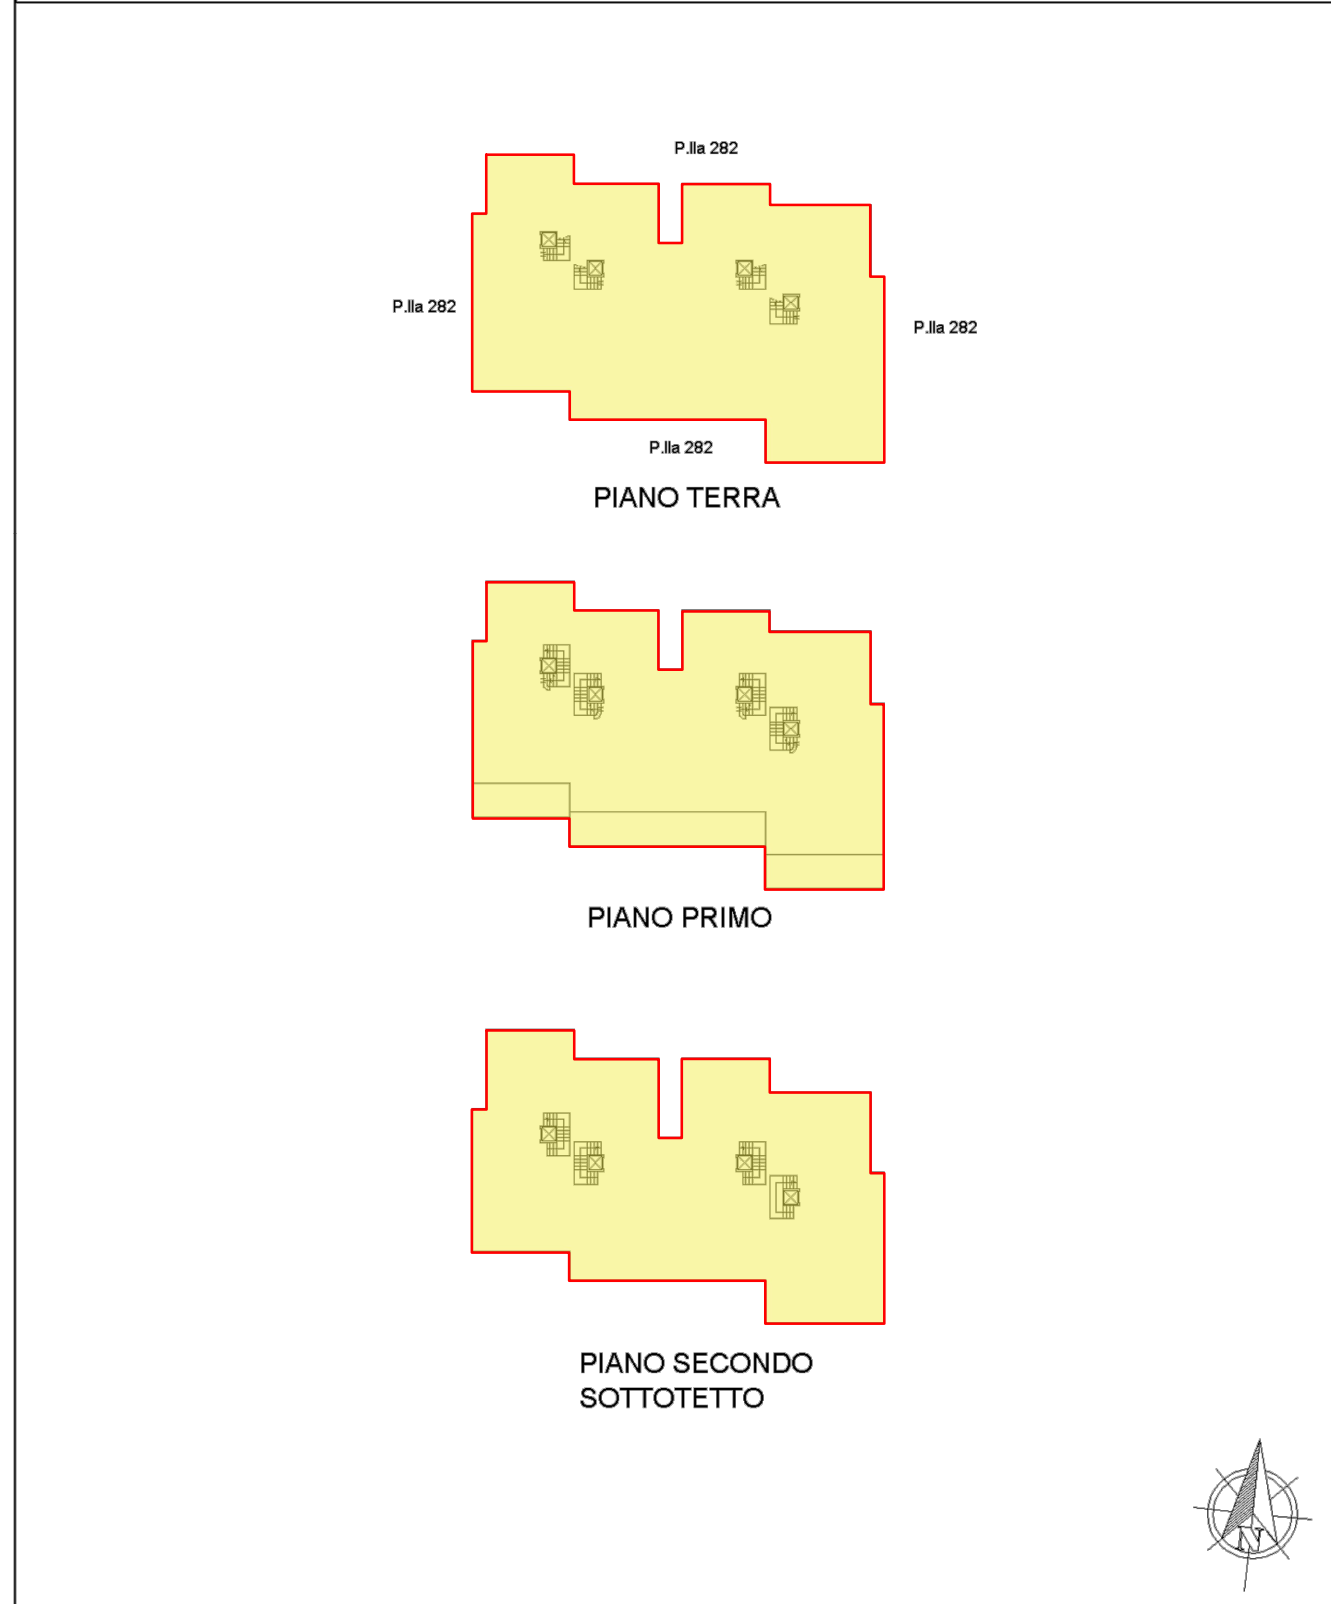 P.lla 282
P.lla 282
P.lla 282
P.lla 282
PIANO TERRA
PIANO PRIMO
PIANO SECONDO
SOTTOTETTO
N